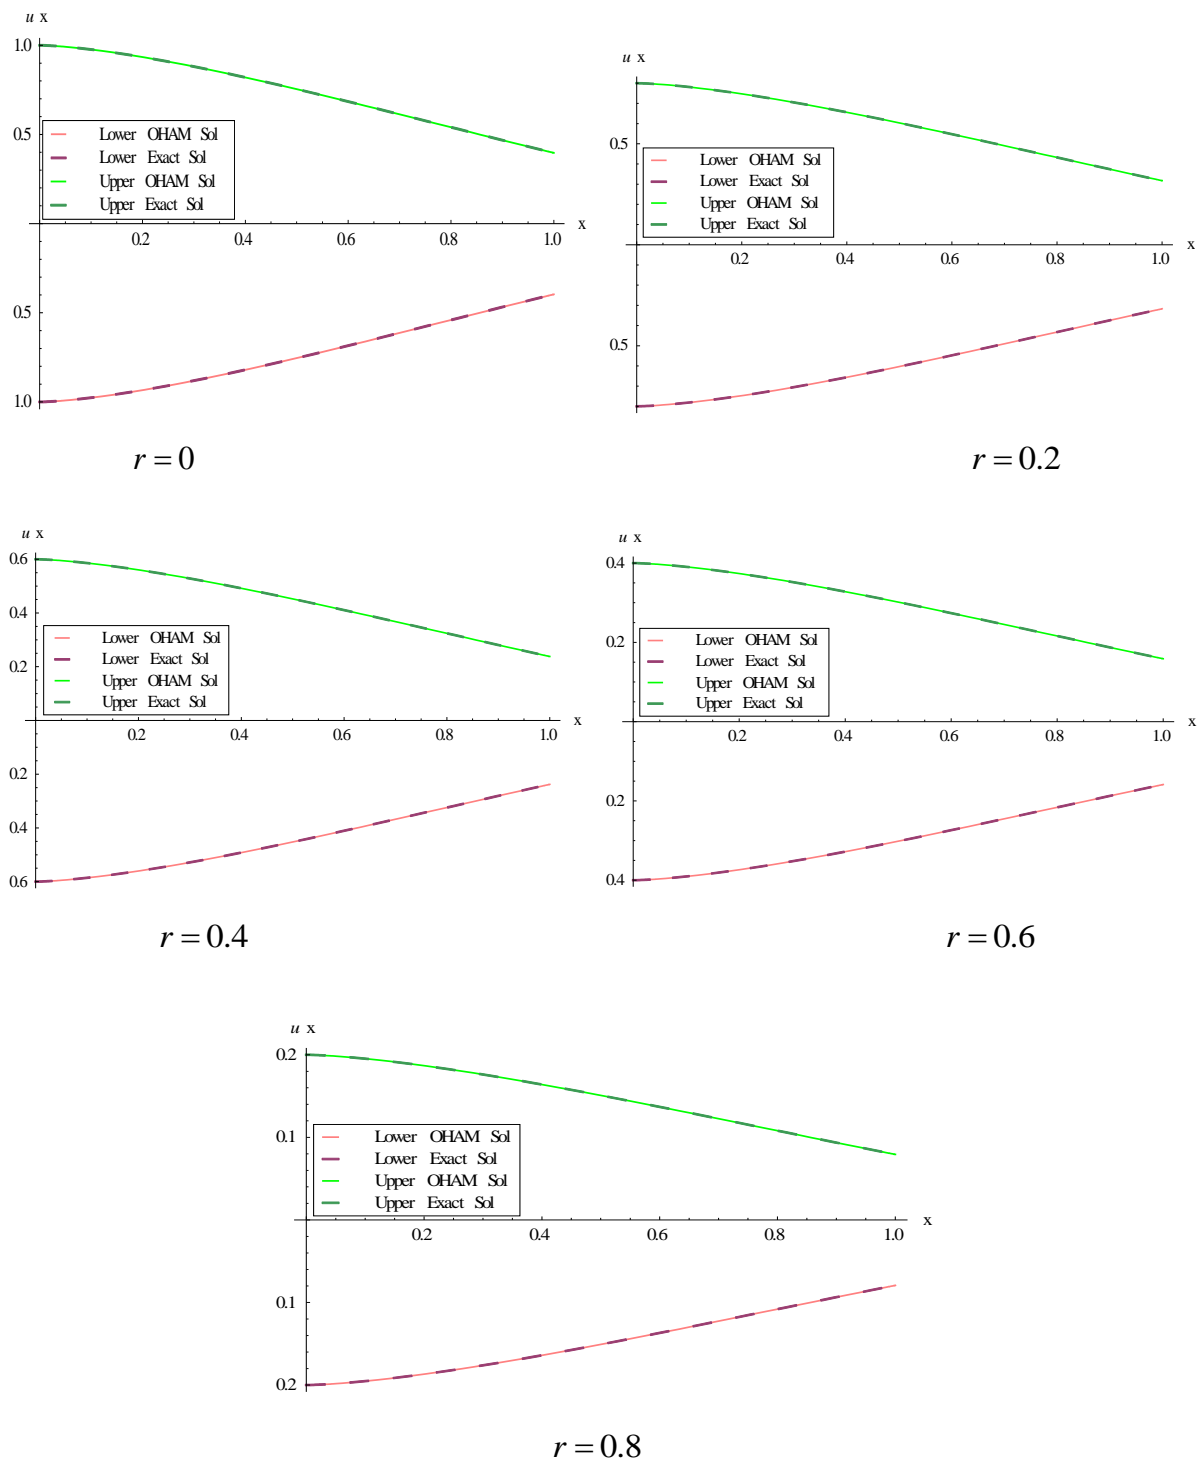 u x
1.0
0.5
Lower OHAM Sol
Lower Exact Sol
Upper OHAM Sol
Upper Exact Sol
x
0.2 0.4 0.6 0.8 1.0
0.5
1.0
r = 0
u x
0.5
Lower OHAM Sol
Lower Exact Sol
Upper OHAM Sol
Upper Exact Sol
x
0.2 0.4 0.6 0.8 1.0
0.5
r = 0.2
u x
0.6
0.4
0.2
Lower OHAM Sol
Lower Exact Sol
Upper OHAM Sol
Upper Exact Sol
x
0.2 0.4 0.6 0.8 1.0
0.2
0.4
0.6
r = 0.4
u x
0.4
0.2
Lower OHAM Sol
Lower Exact Sol
Upper OHAM Sol
Upper Exact Sol
x
0.2 0.4 0.6 0.8 1.0
0.2
0.4
r = 0.6
u x
0.2
0.1
Lower OHAM Sol
Lower Exact Sol
Upper OHAM Sol
Upper Exact Sol
x
0.2 0.4 0.6 0.8 1.0
0.1
0.2
r = 0.8